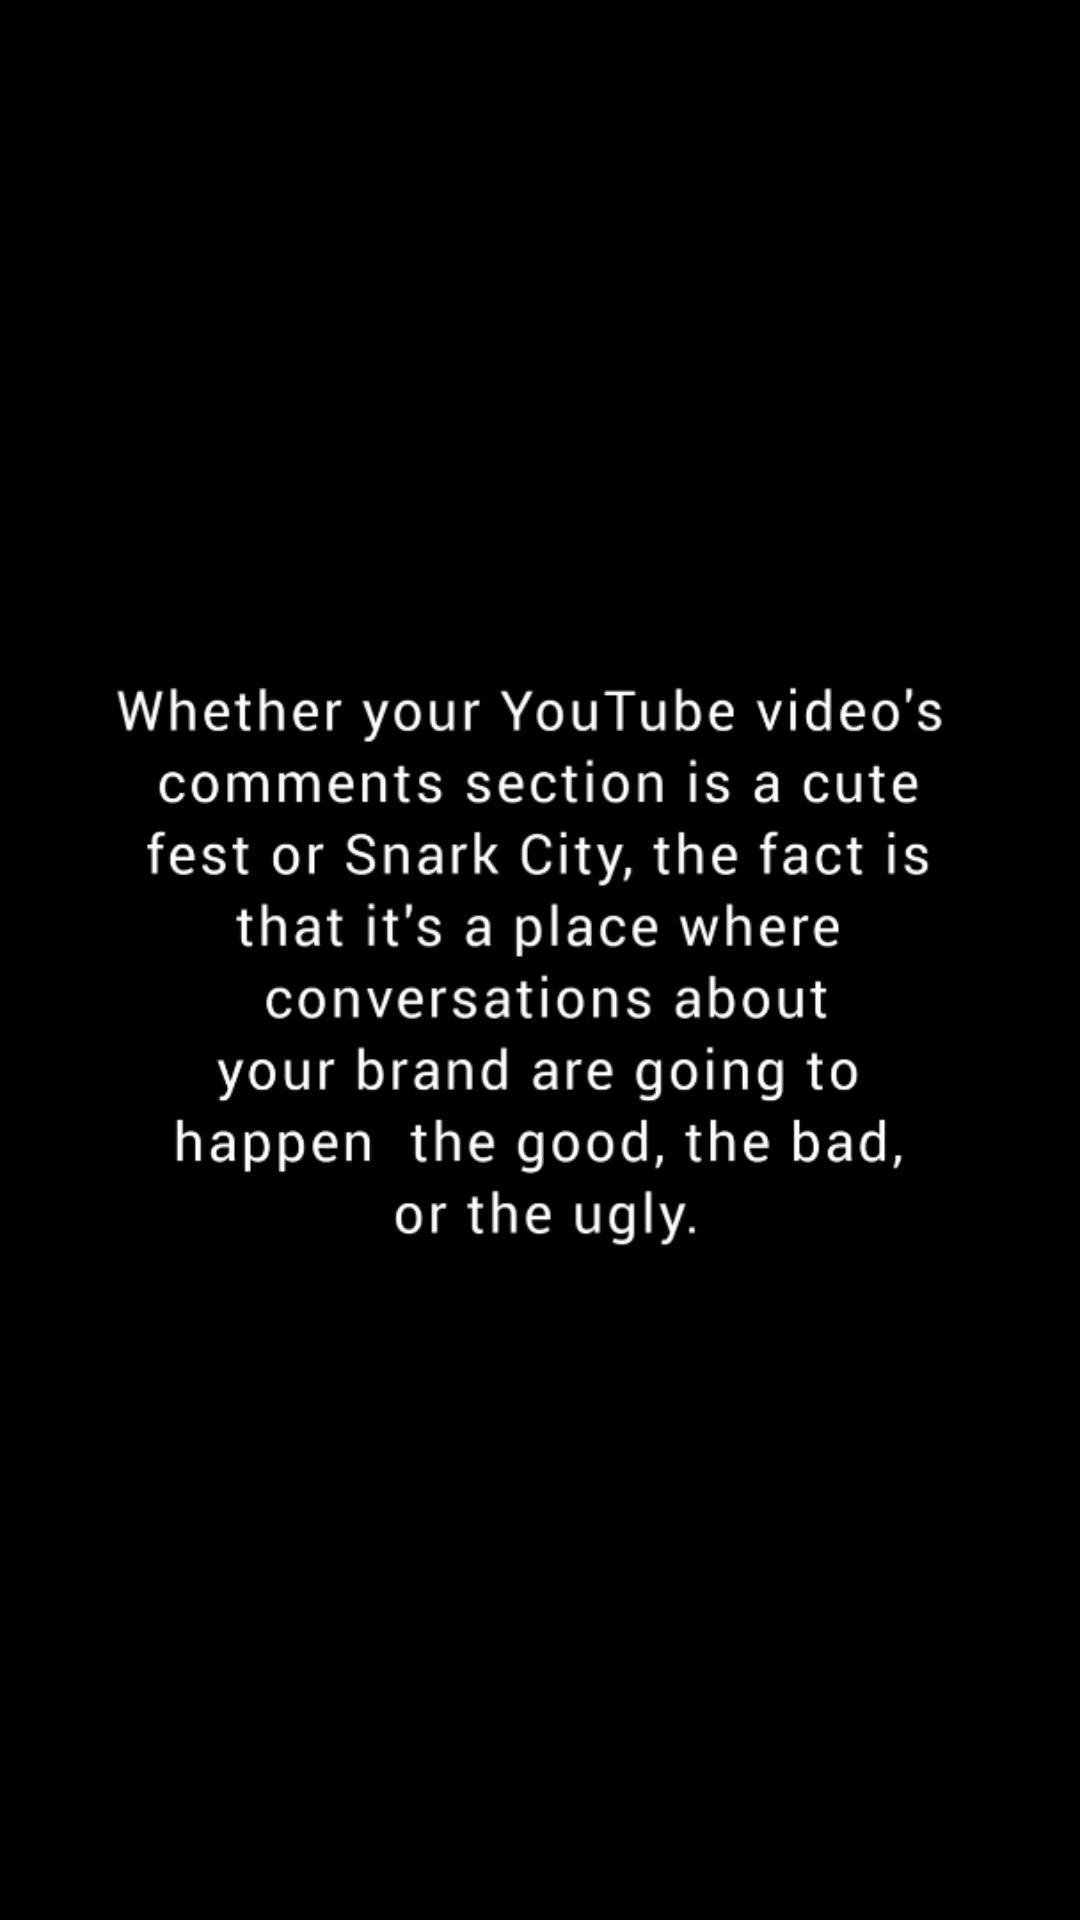 Whether your YouTube video's
comments section is a cute
fest or Snark City, the fact is
that it's a place where
conversations about
your brand are going to
happen  the good, the bad,
or the ugly.